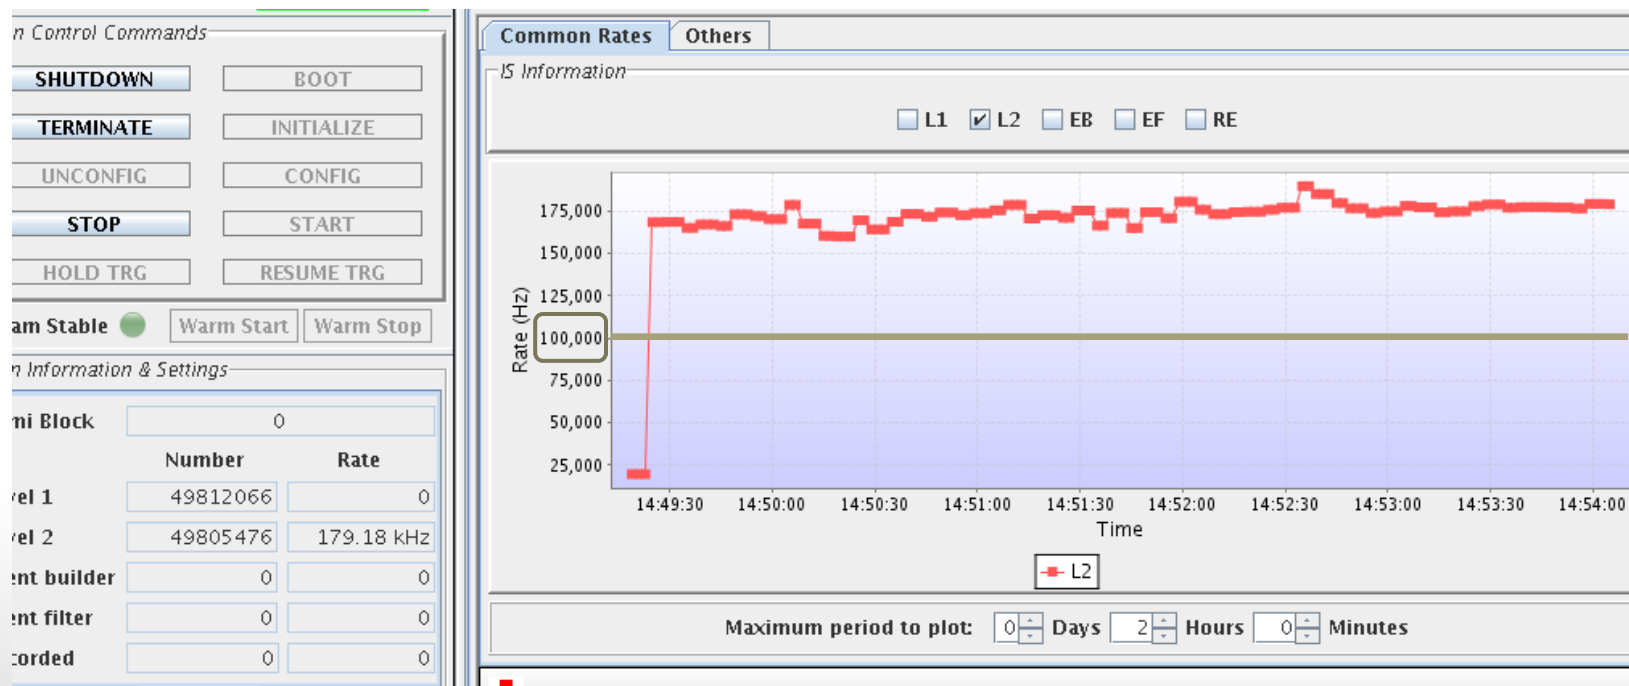 n Control Commands
SHUTDOWN BOOT
TERMINATE INITIALIZE
UNCONFIG CONFIG
STOP START
HOLD TRG RESUME TRG
am Stable Warm Start Warm Stop
n Information & Settings
mi Block 0
Number Rate
vel 1 49812066 0
vel 2 49805476 179.18 kHz
ent builder 0 0
ent filter 0 0
corded 0 0
Common Rates Others
IS Information
L1 L2 EB EF RE
Rate (Hz)
175,000
150,000
125,000
100,000
75,000
50,000
25,000
14:49:30 14:50:00 14:50:30 14:51:00 14:51:30 14:52:00 14:52:30 14:53:00 14:53:30 14:54:00
Time
L2
Maximum period to plot: 0 Days 2 Hours 0 Minutes